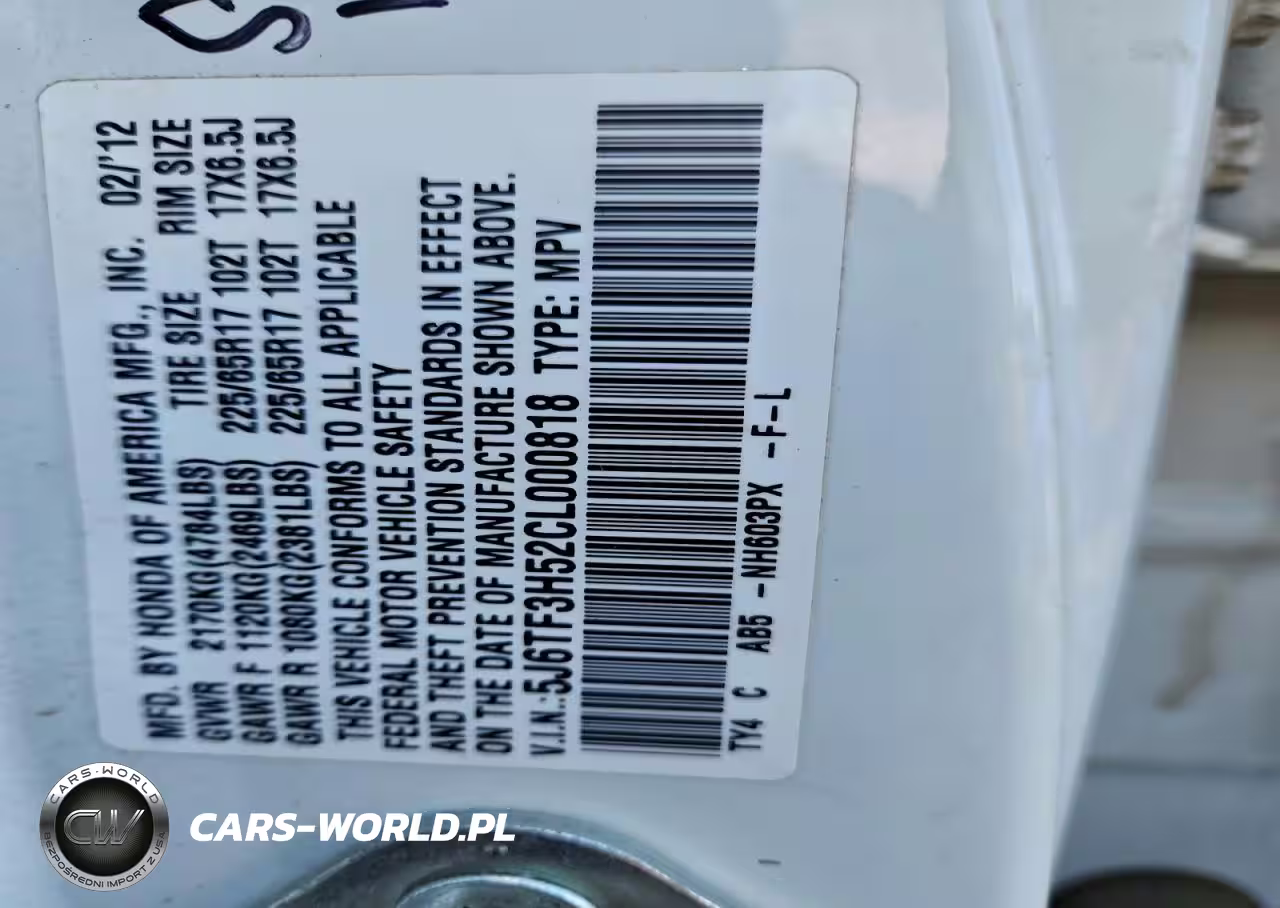 MFD. BY HONDA OF AMERICA MFG., INC. 02/'12
GVWR 2170KG(4784LBS) TIRE SIZE RIM SIZE
GAWR F 1120KG(2469LBS) 225/65R17 102T 17X6.5J
GAWR R 1080KG(2381LBS) 225/65R17 102T 17X6.5J
THIS VEHICLE CONFORMS TO ALL APPLICABLE
FEDERAL MOTOR VEHICLE SAFETY
AND THEFT PREVENTION STANDARDS IN EFFECT
ON THE DATE OF MANUFACTURE SHOWN ABOVE.
V.I.N.:5J6TF3H52CL000818 TYPE: MPV
TY4 C AB5 -NH603PX -F-L
CARS-WORLD
CW
BEZPOŚREDNI IMPORT Z USA
CARS-WORLD.PL